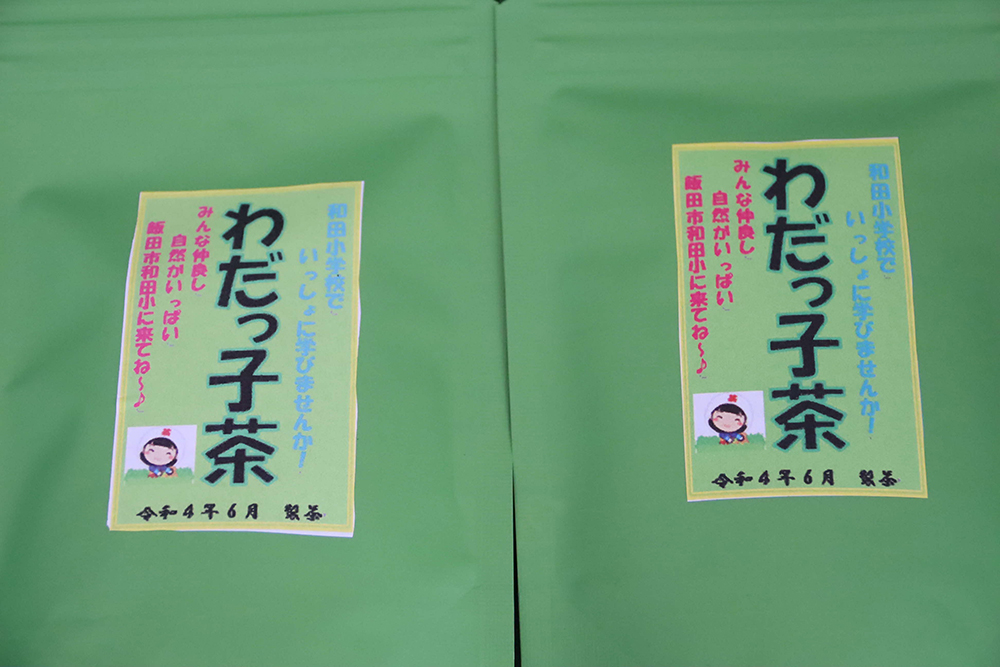 和田小学校で
いっしょに学びませんか!
わだっ子茶
みんな仲良し
自然がいっぱい
飯田市和田小に来てね～♪
令和4年6月 製茶
和田小学校で
いっしょに学びませんか!
わだっ子茶
みんな仲良し
自然がいっぱい
飯田市和田小に来てね～♪
令和4年6月 製茶